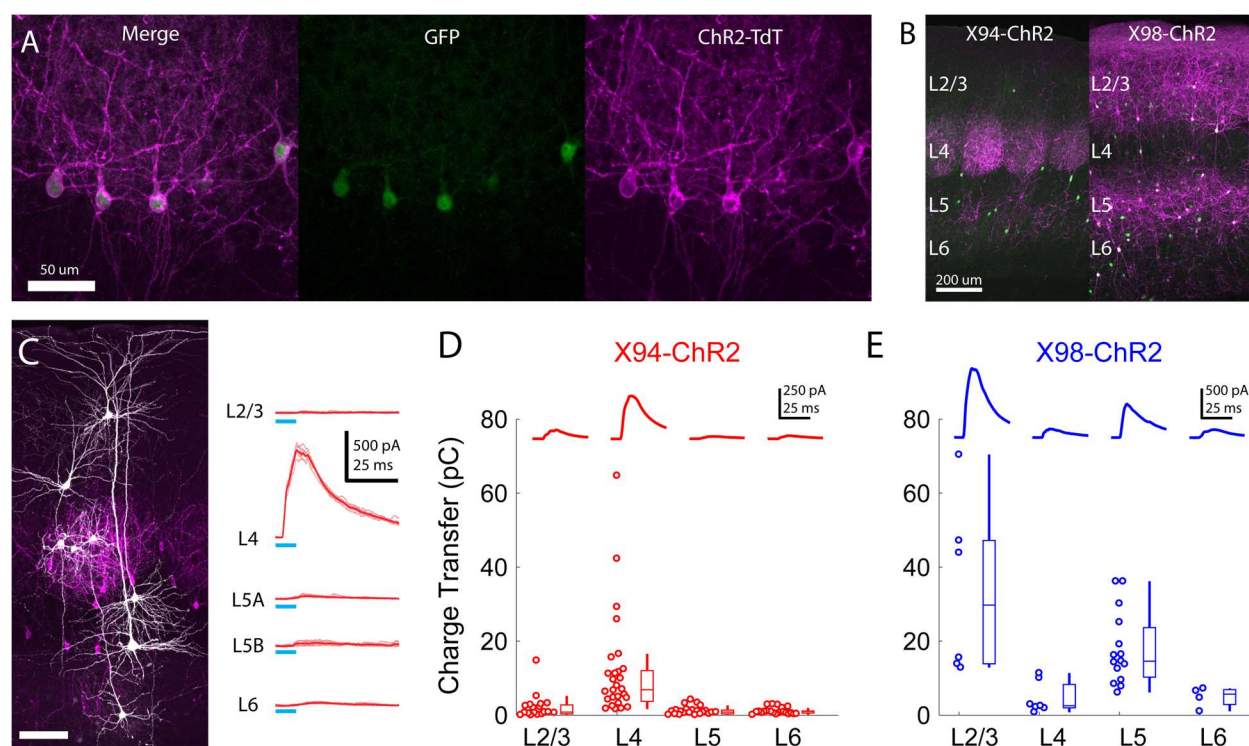 A
Merge
GFP
ChR2-TdT
50 um
B
X94-ChR2
X98-ChR2
L2/3
L2/3
L4
L4
L5
L5
L6
L6
200 um
C
L2/3
500 pA
25 ms
L4
L5A
L5B
L6
D
X94-ChR2
250 pA
25 ms
Charge Transfer (pC)
80
60
40
20
0
L2/3
L4
L5
L6
E
X98-ChR2
500 pA
25 ms
80
60
40
20
0
L2/3
L4
L5
L6